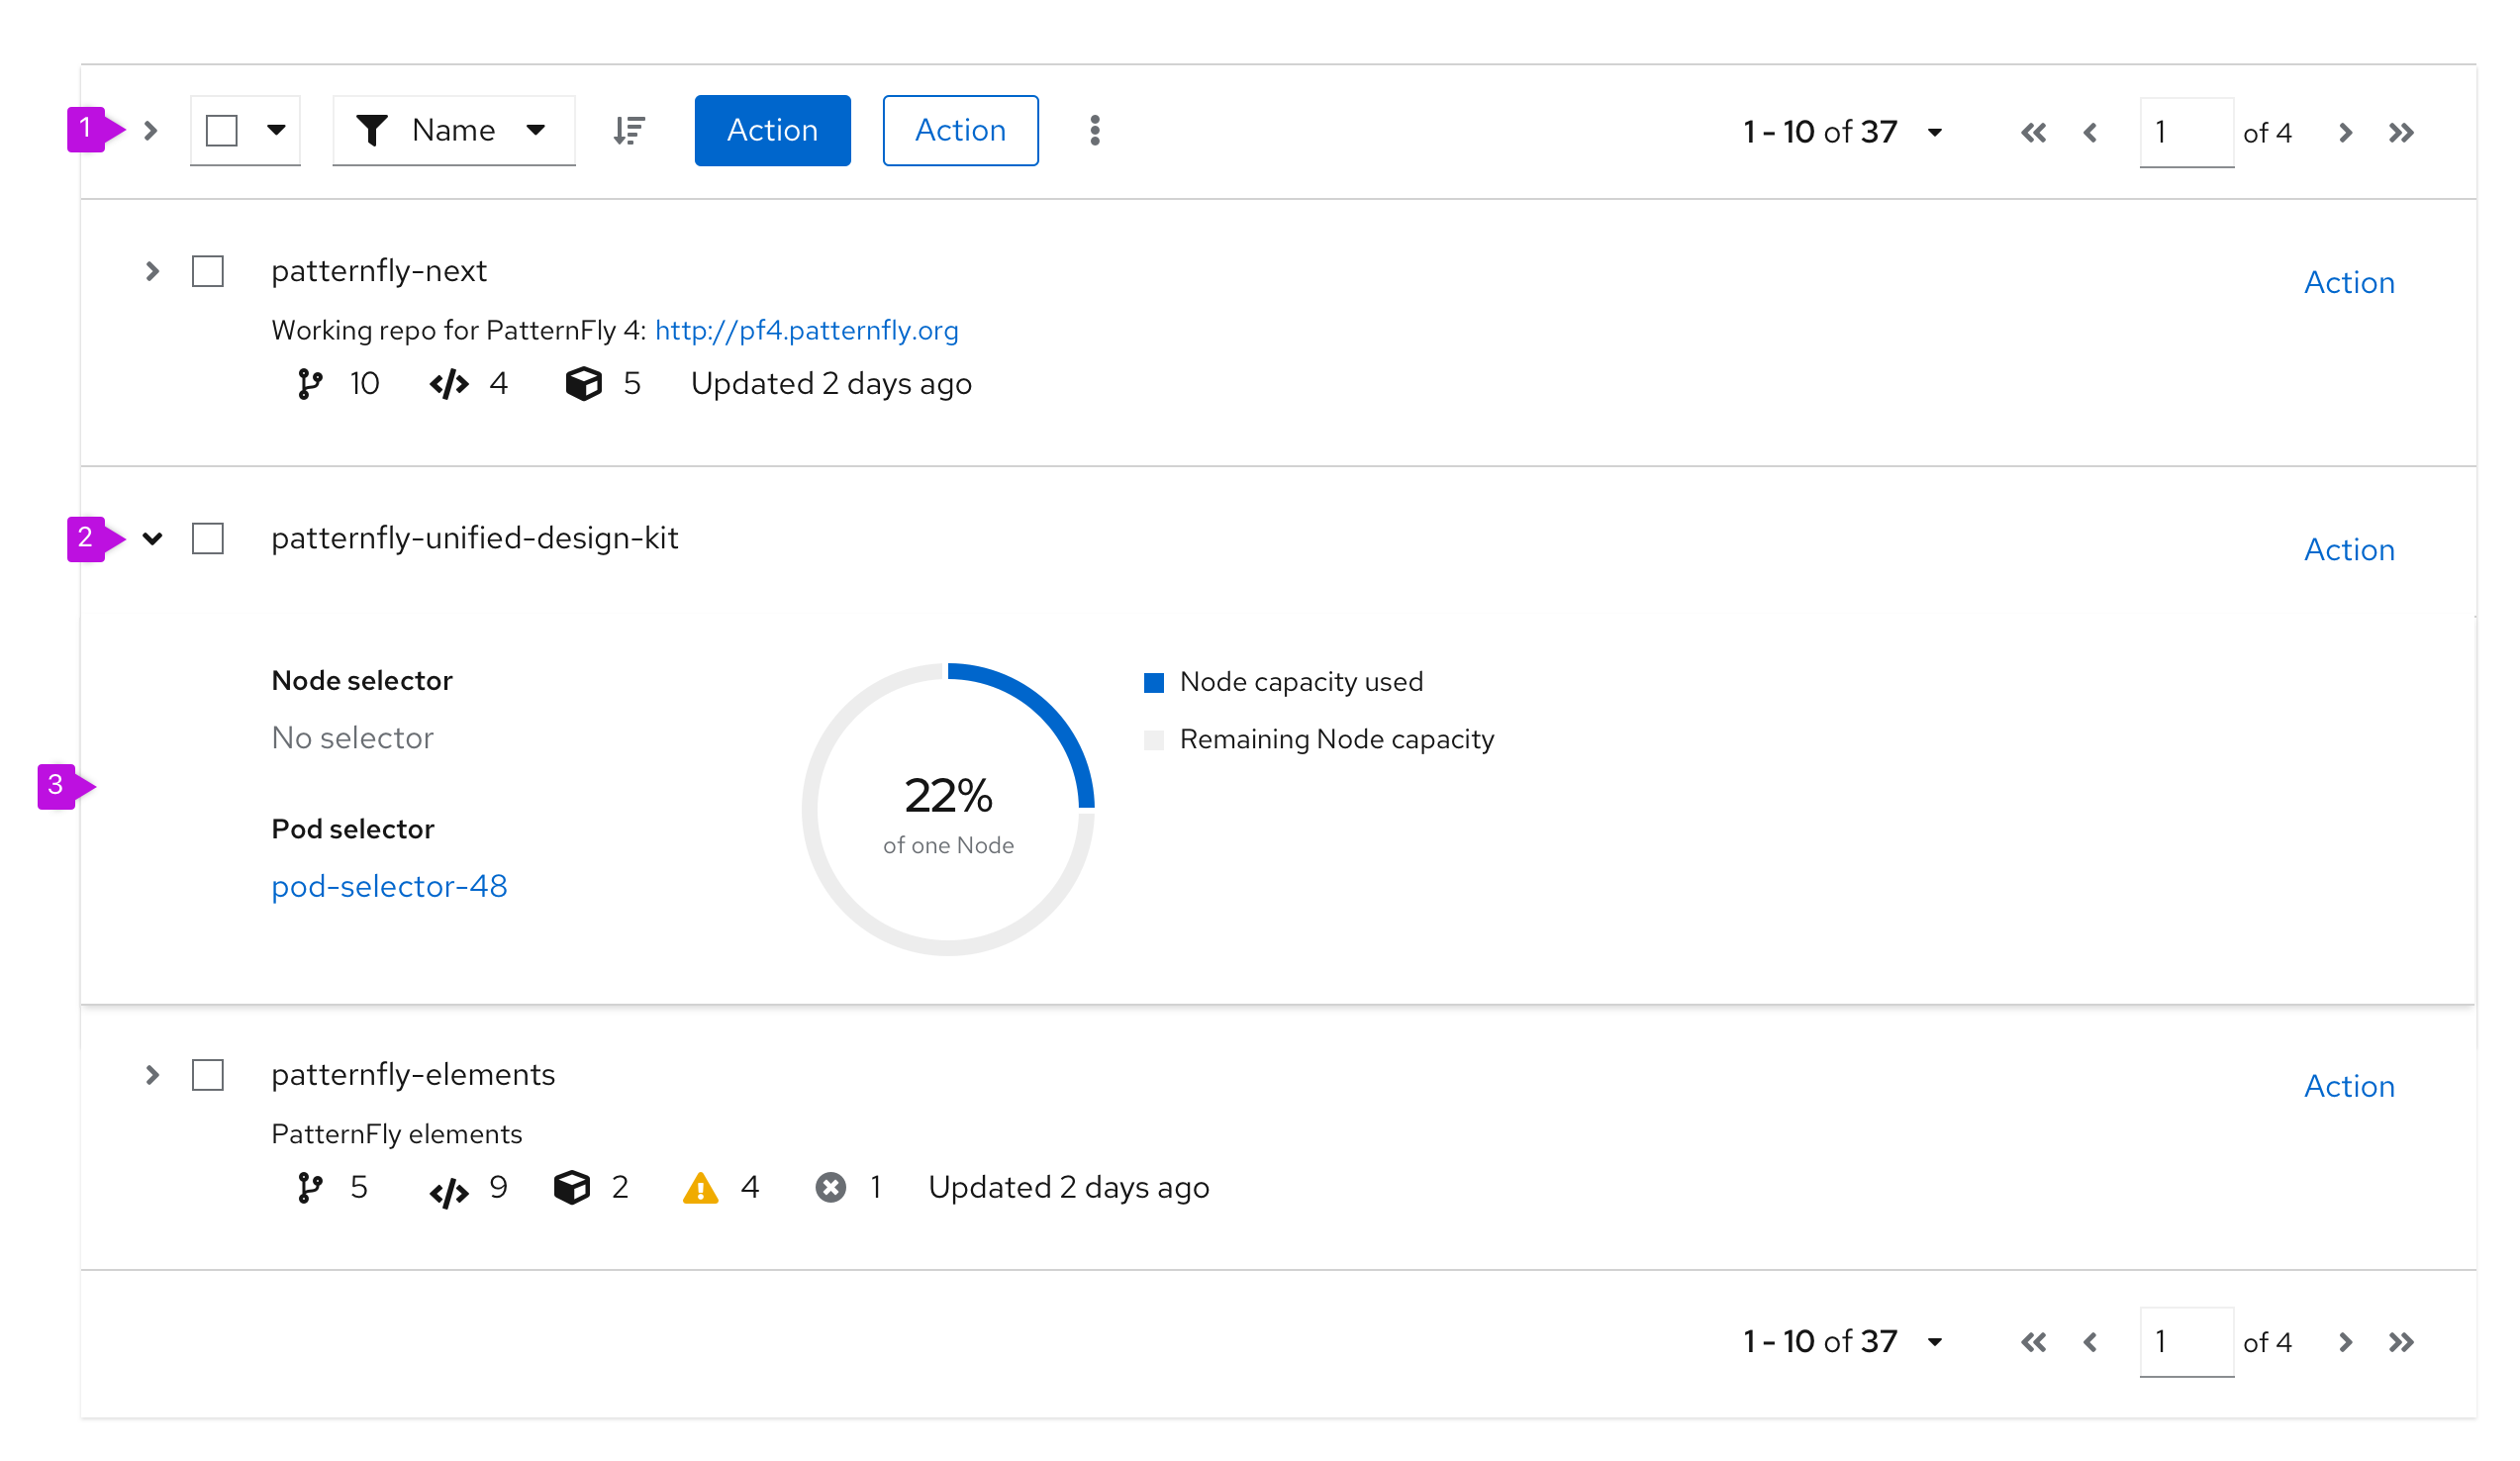 1
Name
Action
Action
1 - 10 of 37
1
of 4
patternfly-next
Action
Working repo for PatternFly 4: http://pf4.patternfly.org
10
4
5
Updated 2 days ago
2
patternfly-unified-design-kit
Action
3
Node selector
No selector
Pod selector
pod-selector-48
22%
of one Node
Node capacity used
Remaining Node capacity
patternfly-elements
Action
PatternFly elements
5
9
2
4
1
Updated 2 days ago
1 - 10 of 37
1
of 4